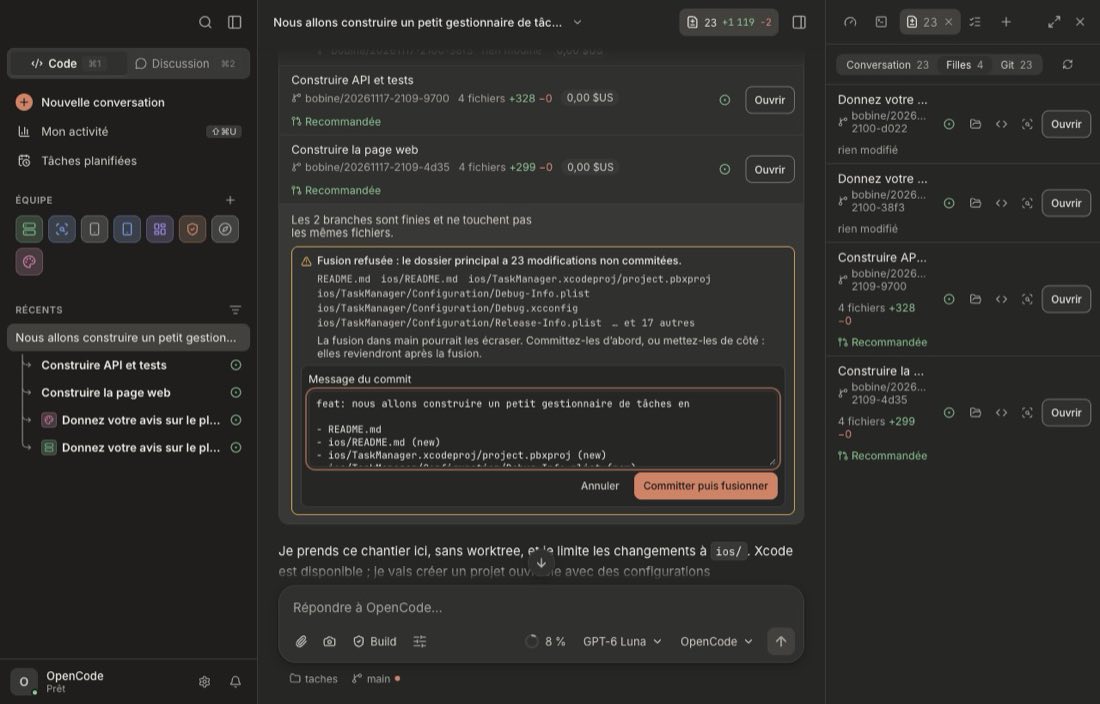 Nous allons construire un petit gestionnaire de tâc...
23 +1 119 -2
23
Code ⌘1
Discussion ⌘2
Nouvelle conversation
Mon activité ⇧⌘U
Tâches planifiées
ÉQUIPE
RÉCENTS
Nous allons construire un petit gestion...
Construire API et tests
Construire la page web
Donnez votre avis sur le pl...
Donnez votre avis sur le pl...
O
OpenCode
Prêt
Construire API et tests
bobine/20261117-2109-9700 4 fichiers +328 −0 0,00 $US
Ouvrir
Recommandée
Construire la page web
bobine/20261117-2109-4d35 4 fichiers +299 −0 0,00 $US
Ouvrir
Recommandée
Les 2 branches sont finies et ne touchent pas
les mêmes fichiers.
Fusion refusée : le dossier principal a 23 modifications non commitées.
README.md ios/README.md ios/TaskManager.xcodeproj/project.pbxproj
ios/TaskManager/Configuration/Debug-Info.plist
ios/TaskManager/Configuration/Debug.xcconfig
ios/TaskManager/Configuration/Release-Info.plist … et 17 autres
La fusion dans main pourrait les écraser. Committez-les d’abord, ou mettez-les de côté :
elles reviendront après la fusion.
Message du commit
feat: nous allons construire un petit gestionnaire de tâches en
- README.md
- ios/README.md (new)
- ios/TaskManager.xcodeproj/project.pbxproj (new)
Annuler
Committer puis fusionner
Je prends ce chantier ici, sans worktree, et je limite les changements à ios/. Xcode
est disponible ; je vais créer un projet avec des configurations
Répondre à OpenCode...
Build
8 %
GPT-6 Luna
OpenCode
taches
main
Conversation 23
Filles 4
Git 23
Donnez votre ...
bobine/2026...
2100-d022
Ouvrir
rien modifié
Donnez votre ...
bobine/2026...
2100-38f3
Ouvrir
rien modifié
Construire AP...
bobine/2026...
2109-9700
4 fichiers +328
−0
Ouvrir
Recommandée
Construire la ...
bobine/2026...
2109-4d35
4 fichiers +299
−0
Ouvrir
Recommandée